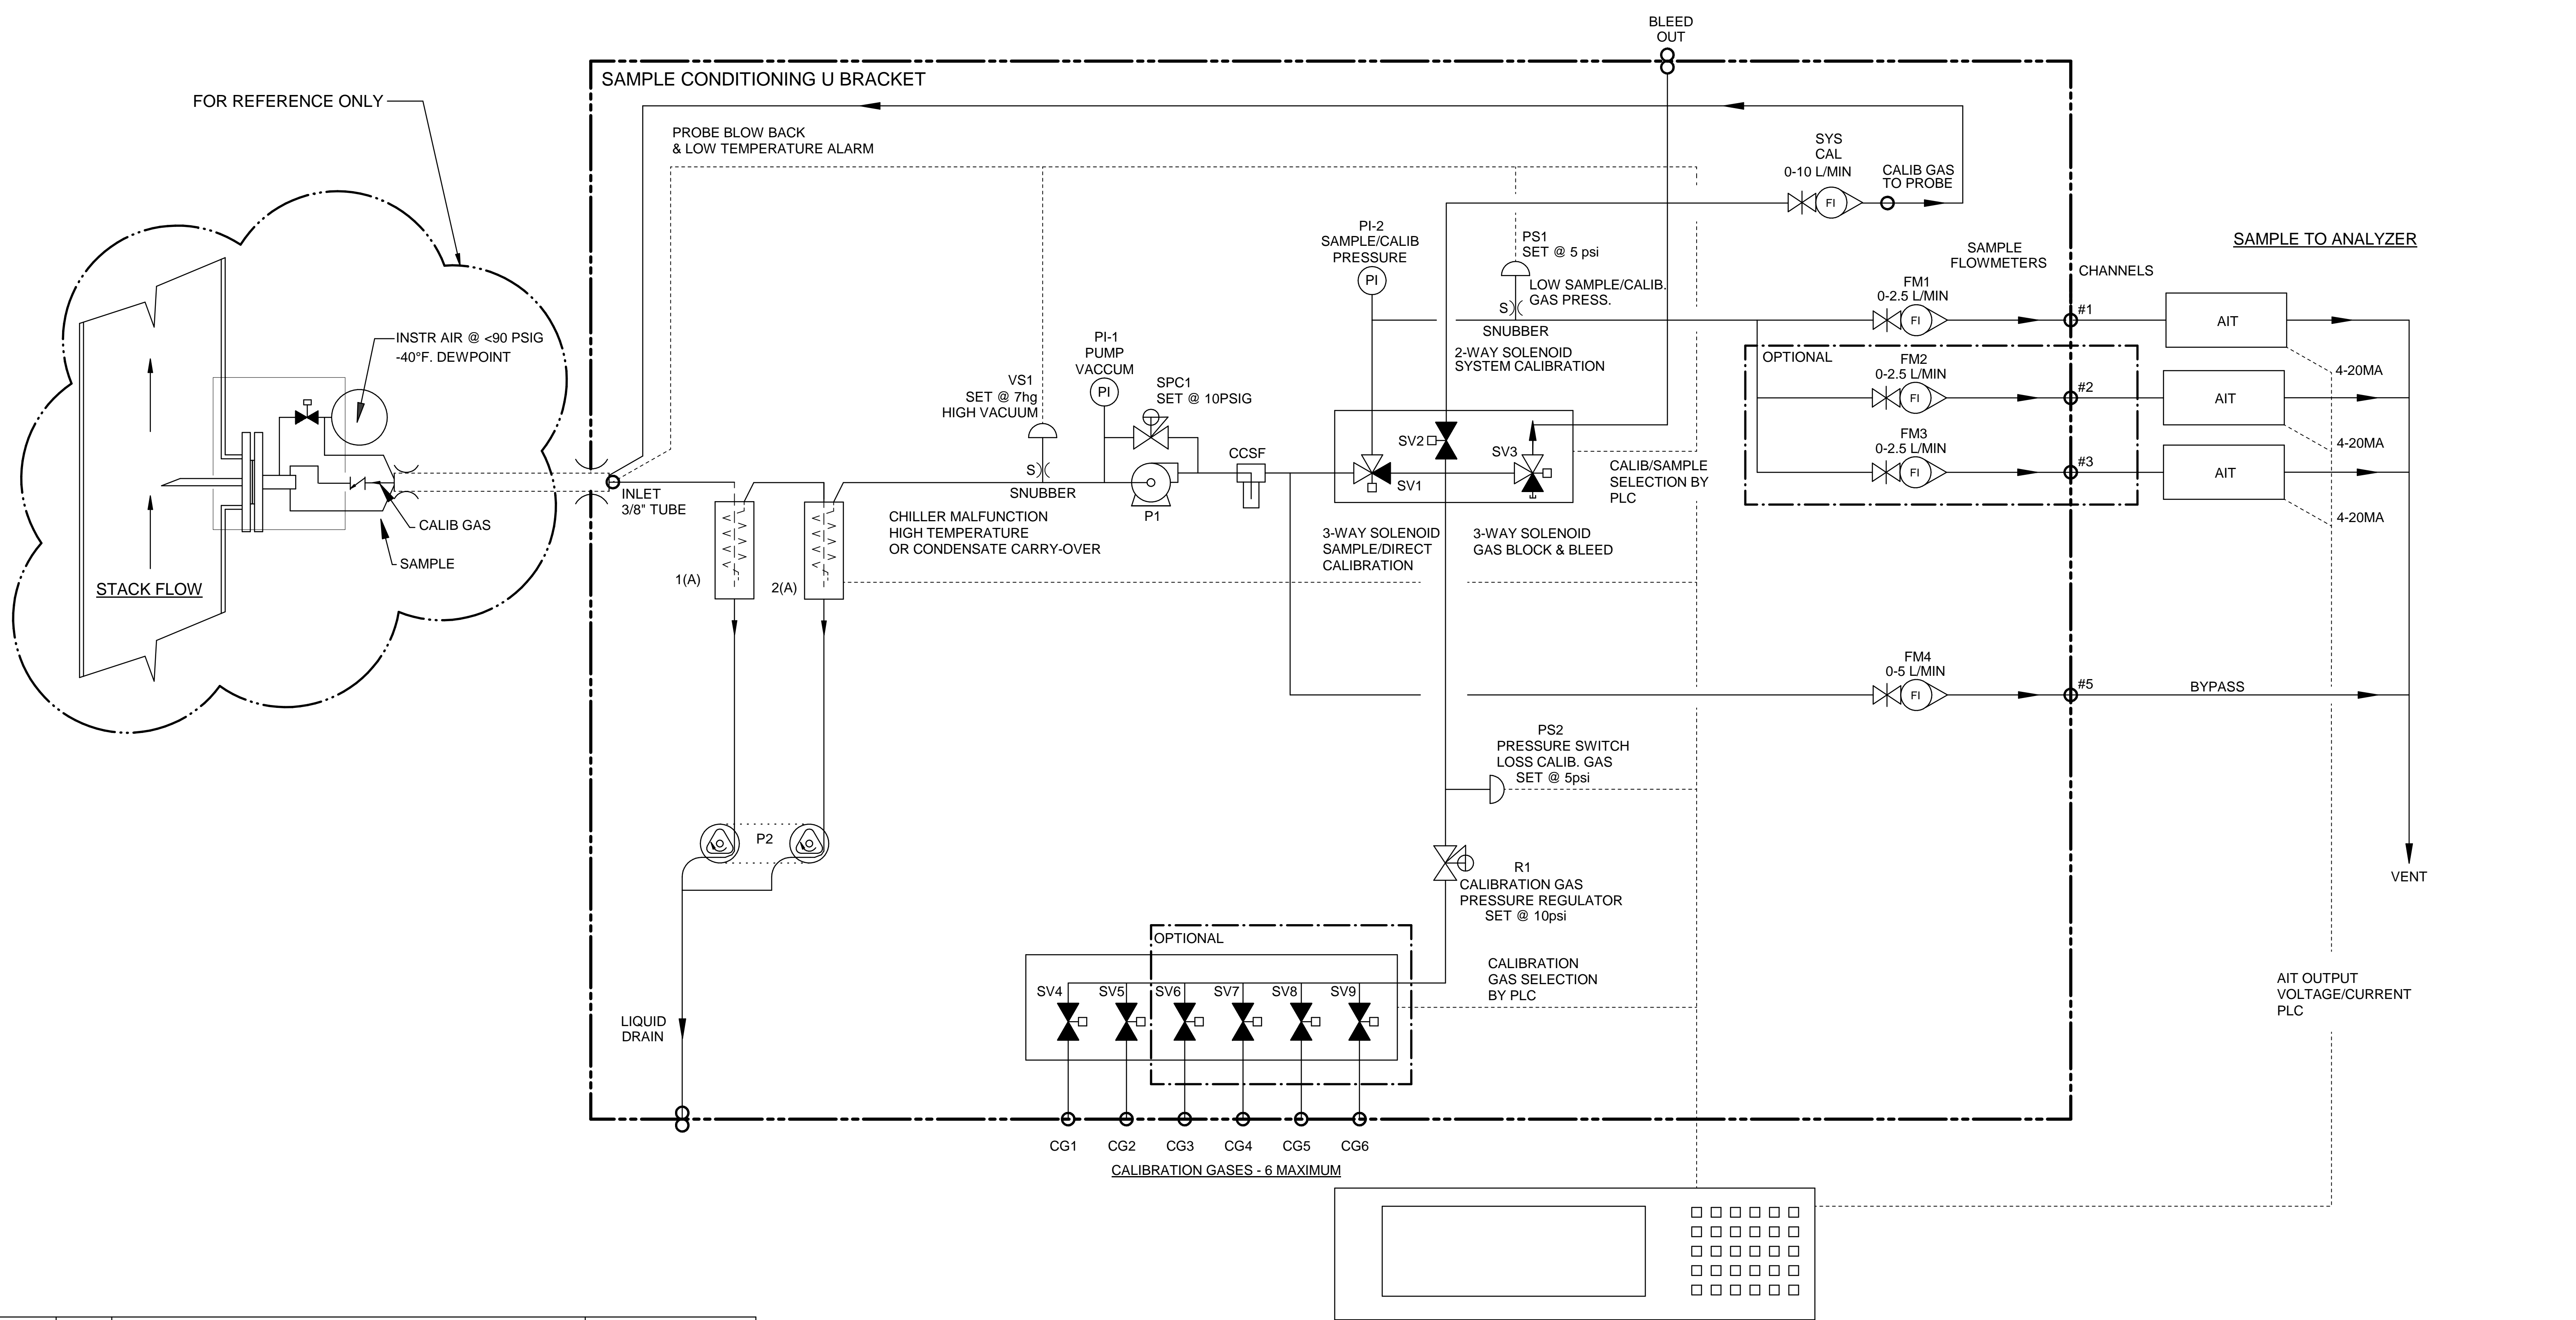 BLEED
OUT
SAMPLE CONDITIONING U BRACKET
FOR REFERENCE ONLY
PROBE BLOW BACK
& LOW TEMPERATURE ALARM
SYS
CAL
0-10 L/MIN
FI
CALIB GAS
TO PROBE
PI-2
SAMPLE/CALIB
PRESSURE
PI
PS1
SET @ 5 psi
LOW SAMPLE/CALIB.
GAS PRESS.
S
SNUBBER
SAMPLE
FLOWMETERS
CHANNELS
SAMPLE TO ANALYZER
FM1
0-2.5 L/MIN
FI
#1
AIT
4-20MA
OPTIONAL
FM2
0-2.5 L/MIN
FI
#2
AIT
4-20MA
FM3
0-2.5 L/MIN
FI
#3
AIT
4-20MA
INSTR AIR @ <90 PSIG
-40°F. DEWPOINT
CALIB GAS
SAMPLE
STACK FLOW
INLET
3/8" TUBE
1(A)
2(A)
VS1
SET @ 7hg
HIGH VACUUM
S
SNUBBER
PI-1
PUMP
VACCUM
PI
SPC1
SET @ 10PSIG
P1
CCSF
CHILLER MALFUNCTION
HIGH TEMPERATURE
OR CONDENSATE CARRY-OVER
2-WAY SOLENOID
SYSTEM CALIBRATION
SV2
SV3
SV1
CALIB/SAMPLE
SELECTION BY
PLC
3-WAY SOLENOID
SAMPLE/DIRECT
CALIBRATION
3-WAY SOLENOID
GAS BLOCK & BLEED
FM4
0-5 L/MIN
FI
#5
BYPASS
PS2
PRESSURE SWITCH
LOSS CALIB. GAS
SET @ 5psi
P2
R1
CALIBRATION GAS
PRESSURE REGULATOR
SET @ 10psi
VENT
OPTIONAL
CALIBRATION
GAS SELECTION
BY PLC
SV4
SV5
SV6
SV7
SV8
SV9
AIT OUTPUT
VOLTAGE/CURRENT
PLC
LIQUID
DRAIN
CG1
CG2
CG3
CG4
CG5
CG6
CALIBRATION GASES - 6 MAXIMUM